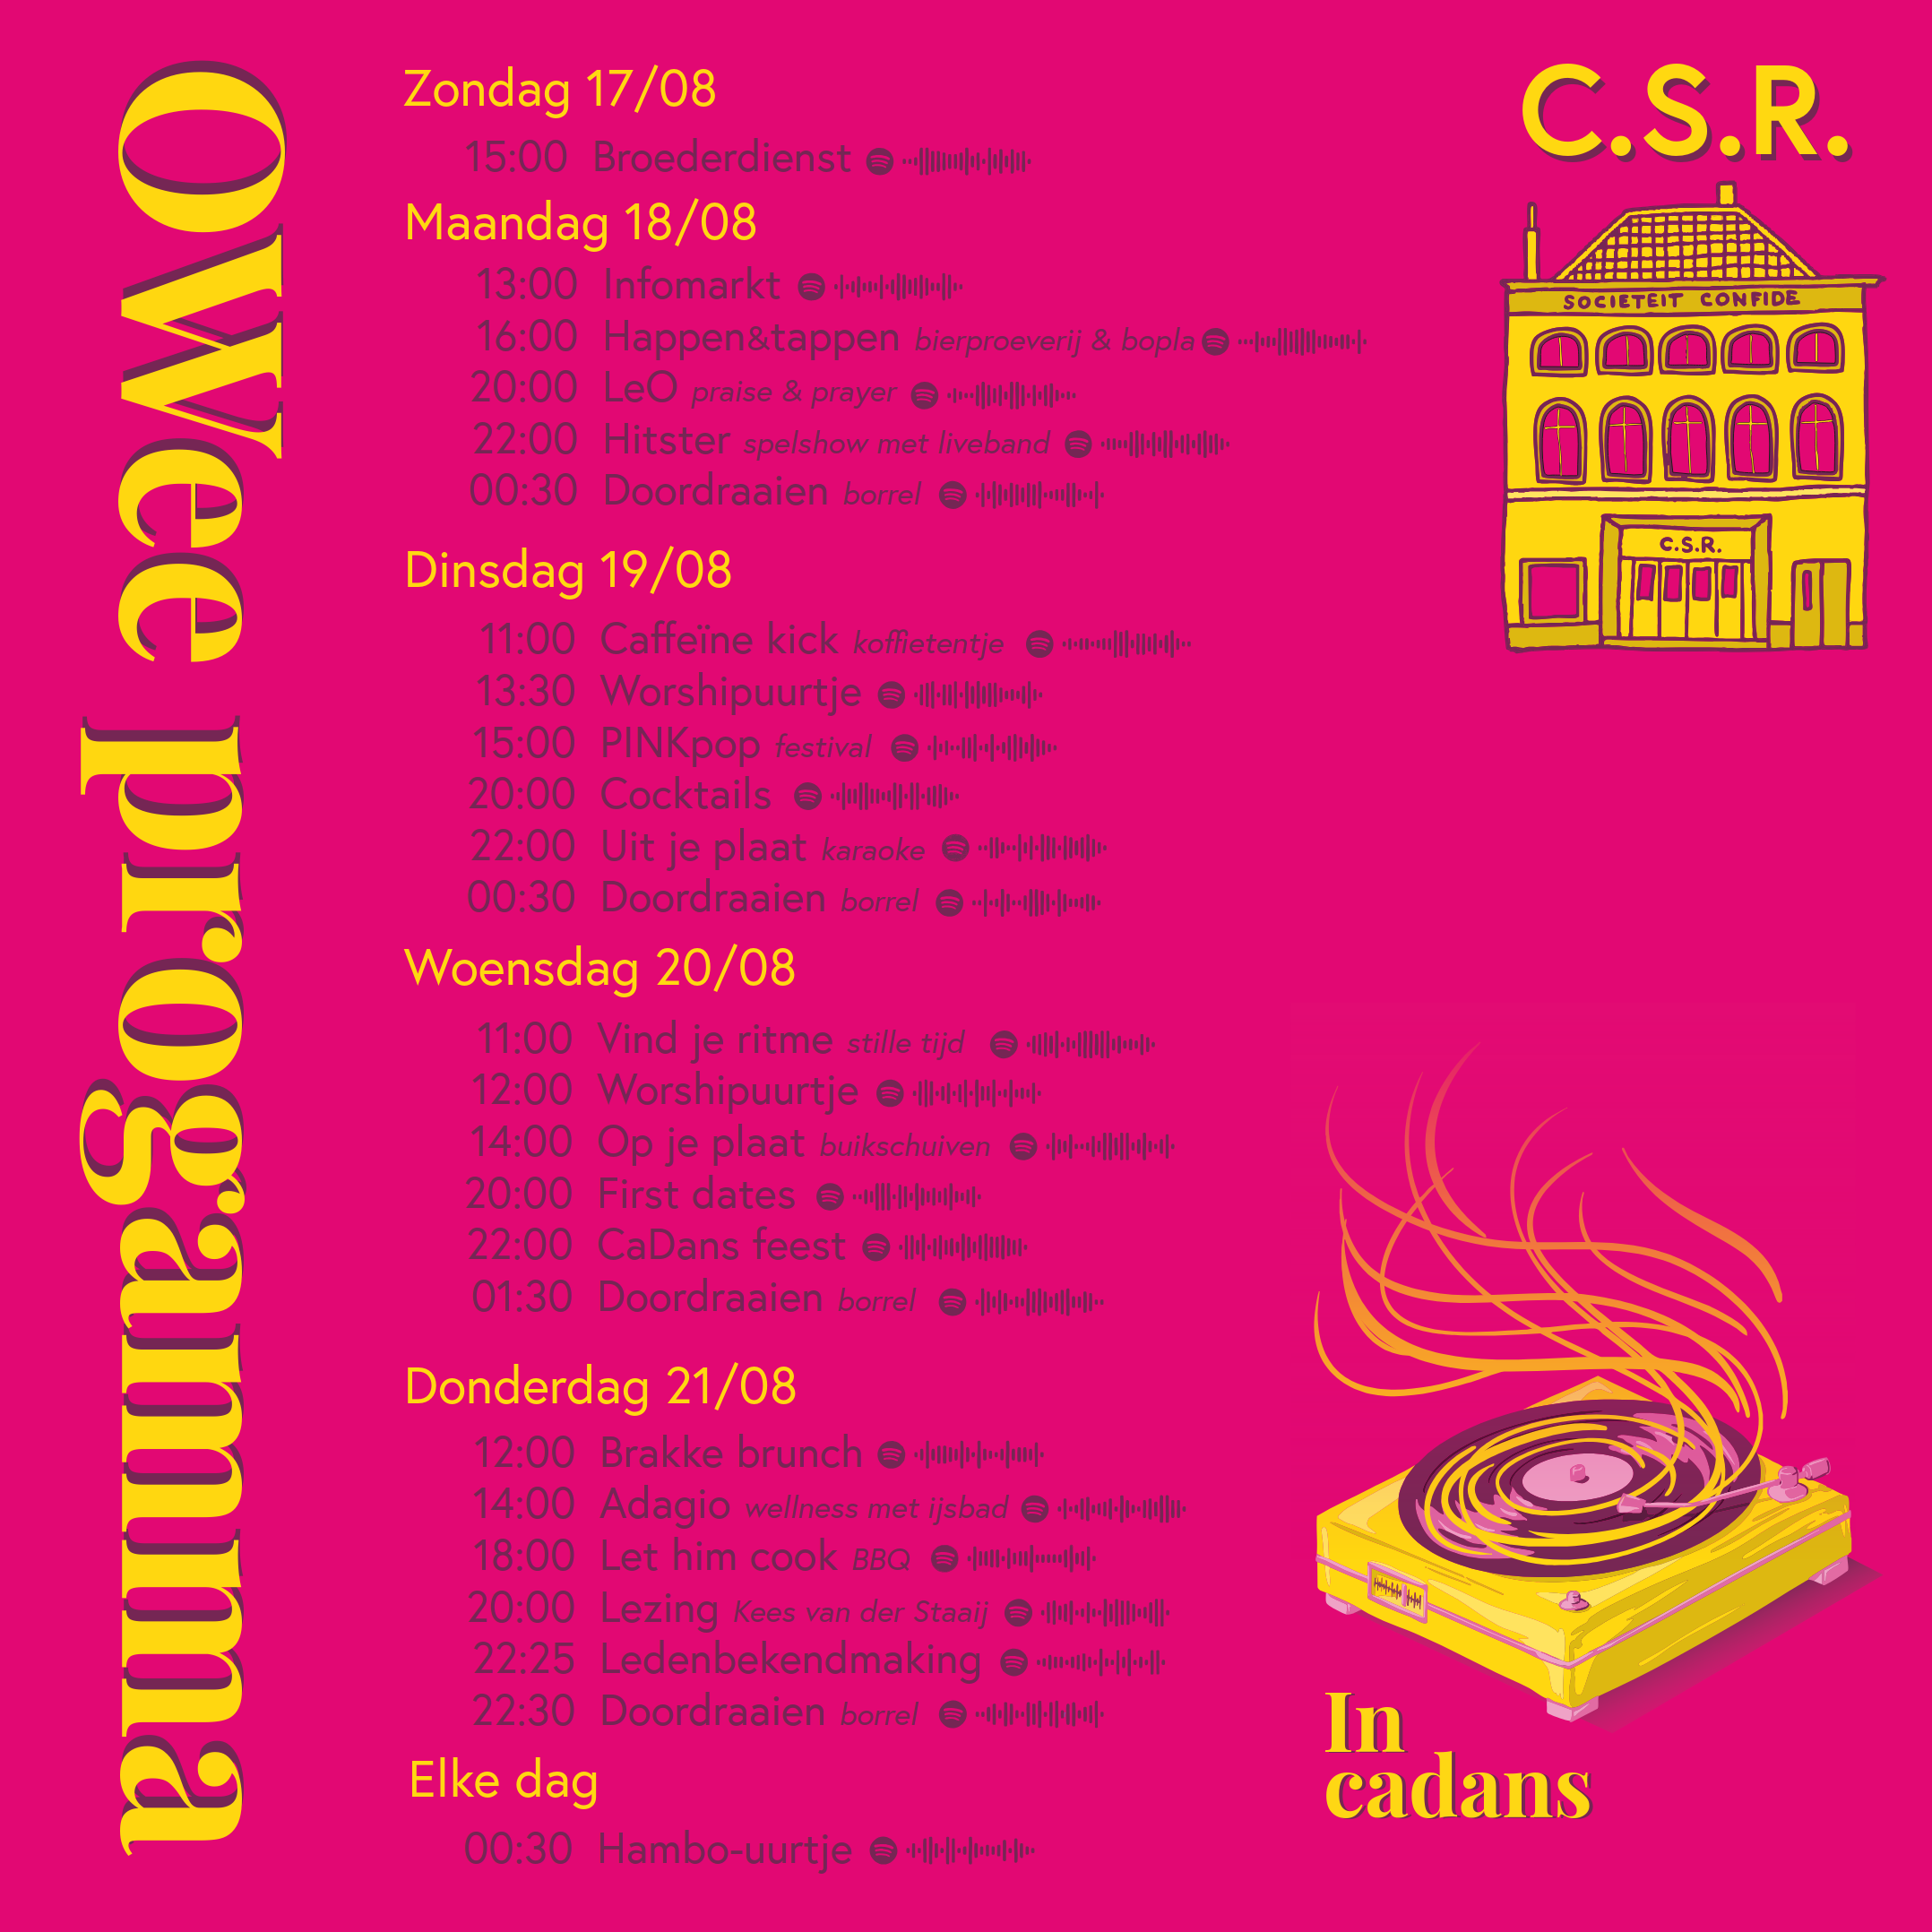 OWee programma
Zondag 17/08
15:00 Broederdienst
Maandag 18/08
13:00 Infomarkt
16:00 Happen&tappen bierproeverij & bopla
20:00 LeO praise & prayer
22:00 Hitster spelshow met liveband
00:30 Doordraaien borrel
Dinsdag 19/08
11:00 Caffeïne kick koffietentje
13:30 Worshipuurtje
15:00 PINKpop festival
20:00 Cocktails
22:00 Uit je plaat karaoke
00:30 Doordraaien borrel
Woensdag 20/08
11:00 Vind je ritme stille tijd
12:00 Worshipuurtje
14:00 Op je plaat buikschuiven
20:00 First dates
22:00 CaDans feest
01:30 Doordraaien borrel
Donderdag 21/08
12:00 Brakke brunch
14:00 Adagio wellness met ijsbad
18:00 Let him cook BBQ
20:00 Lezing Kees van der Staaij
22:25 Ledenbekendmaking
22:30 Doordraaien borrel
Elke dag
00:30 Hambo-uurtje
C.S.R.
SOCIETEIT CONFIDE
C.S.R.
In
cadans